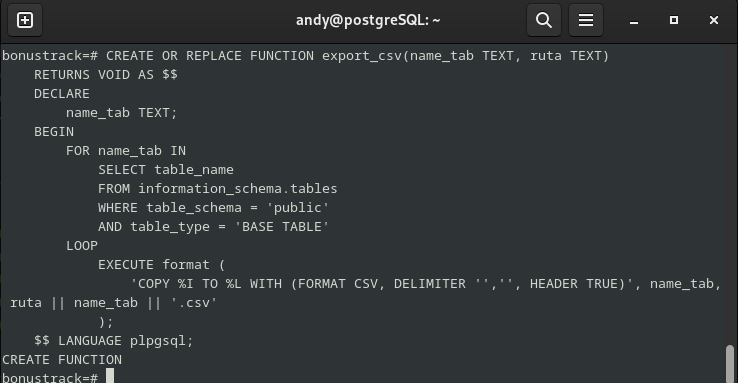 andy@postgreSQL: ~
bonustrack=# CREATE OR REPLACE FUNCTION export_csv(name_tab TEXT, ruta TEXT)
    RETURNS VOID AS $$
    DECLARE
        name_tab TEXT;
    BEGIN
        FOR name_tab IN
            SELECT table_name
            FROM information_schema.tables
            WHERE table_schema = 'public'
            AND table_type = 'BASE TABLE'
        LOOP
            EXECUTE format (
                'COPY %I TO %L WITH (FORMAT CSV, DELIMITER '','', HEADER TRUE)', name_tab,
 ruta || name_tab || '.csv'
            );
    $$ LANGUAGE plpgsql;
CREATE FUNCTION
bonustrack=#